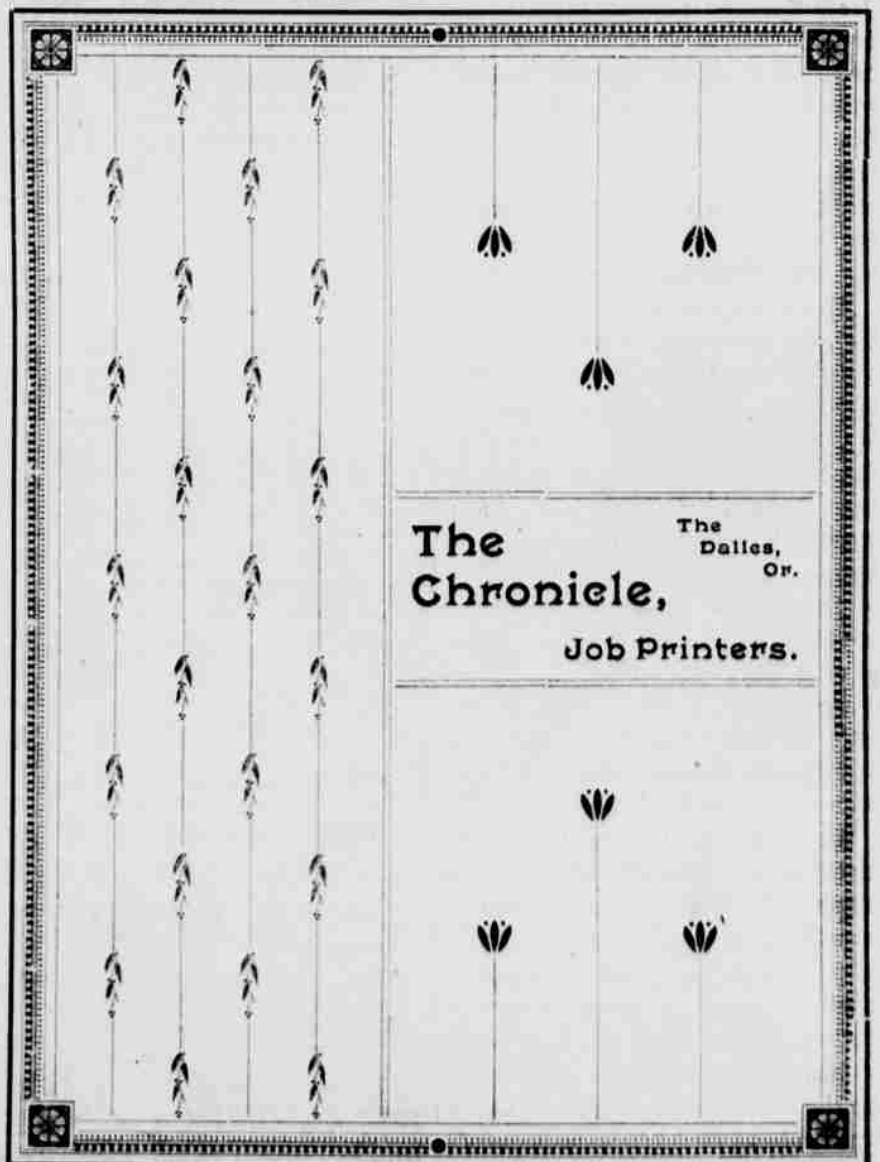 The
Chronicle,
The
Dalles,
Or.
Job Printers.